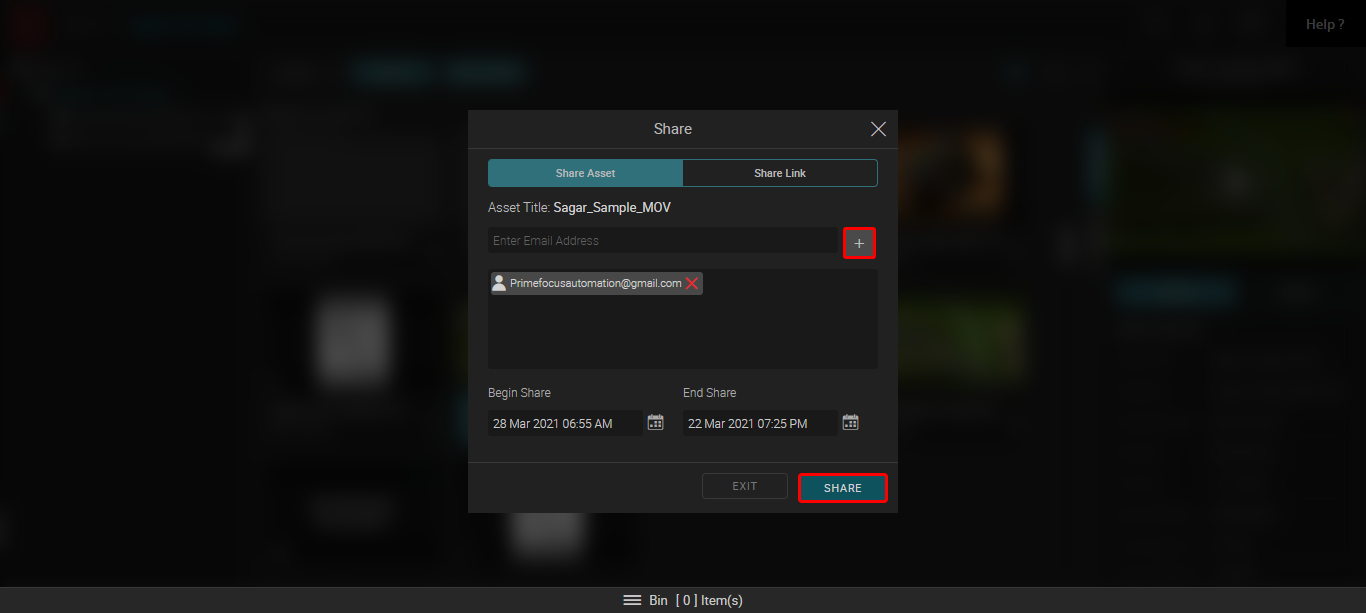 Help ?
Share
Share Asset
Share Link
Asset Title: Sagar_Sample_MOV
Enter Email Address
+
Primefocusautomation@gmail.com
Begin Share
End Share
28 Mar 2021 06:55 AM
22 Mar 2021 07:25 PM
EXIT
SHARE
Bin [ 0 ] Item(s)